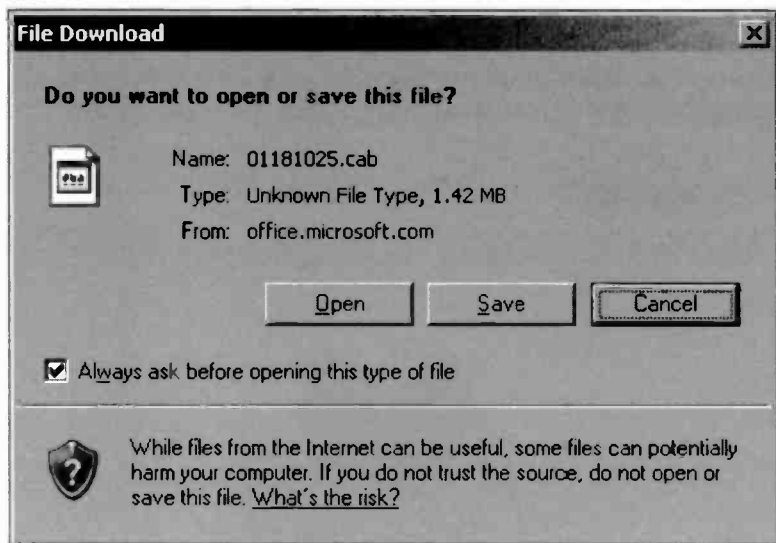 File Download
Do you want to open or save this file?
Name: 01181025.cab
Type: Unknown File Type, 1.42 MB
From: office.microsoft.com
Open Save Cancel
Always ask before opening this type of file
While files from the Internet can be useful, some files can potentially
harm your computer. If you do not trust the source, do not open or
save this file. What's the risk?